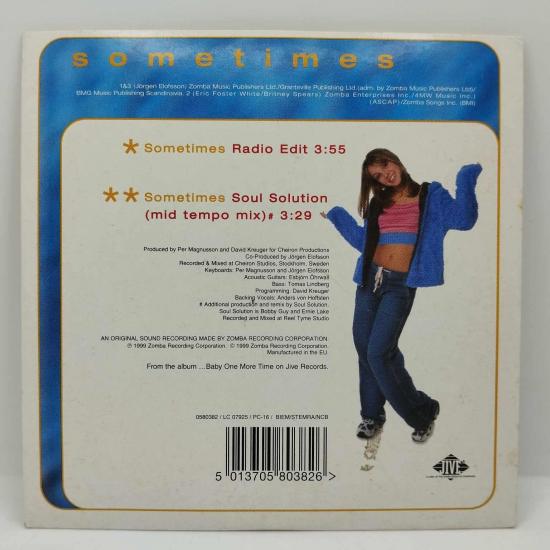 sometimes
1&3 (Jörgen Elofsson) Zomba Music Publishers Ltd./Grantsville Publishing Ltd.(adm. by Zomba Music Publishers Ltd)/
BMG Music Publishing Scandinavia. 2 (Eric Foster White/Britney Spears) Zomba Enterprises Inc./4MW Music Inc.)
(ASCAP)/Zomba Songs Inc. (BMI)
* Sometimes Radio Edit 3:55
** Sometimes Soul Solution
(mid tempo mix)# 3:29
Produced by Per Magnusson and David Kreuger for Cheiron Productions
Co-Produced by Jörgen Elofsson
Recorded & Mixed at Cheiron Studios, Stockholm, Sweden
Keyboards: Per Magnusson and Jörgen Elofsson
Acoustic Guitars: Esbjörn Öhrwall
Bass: Tomas Lindberg
Programming: David Kreuger
Backing Vocals: Anders von Hofsten
# Additional production and remix by Soul Solution.
Soul Solution is Bobby Guy and Ernie Lake
Recorded and Mixed at Reel Tyme Studio
AN ORIGINAL SOUND RECORDING MADE BY ZOMBA RECORDING CORPORATION.
℗ 1999 Zomba Recording Corporation. © 1999 Zomba Recording Corporation.
Manufactured in the EU.
From the album ...Baby One More Time on Jive Records.
0580382 / LC 07925 / PC-16 / BIEM/STEMRA/NCB
5 013705 803826 >
JIVE